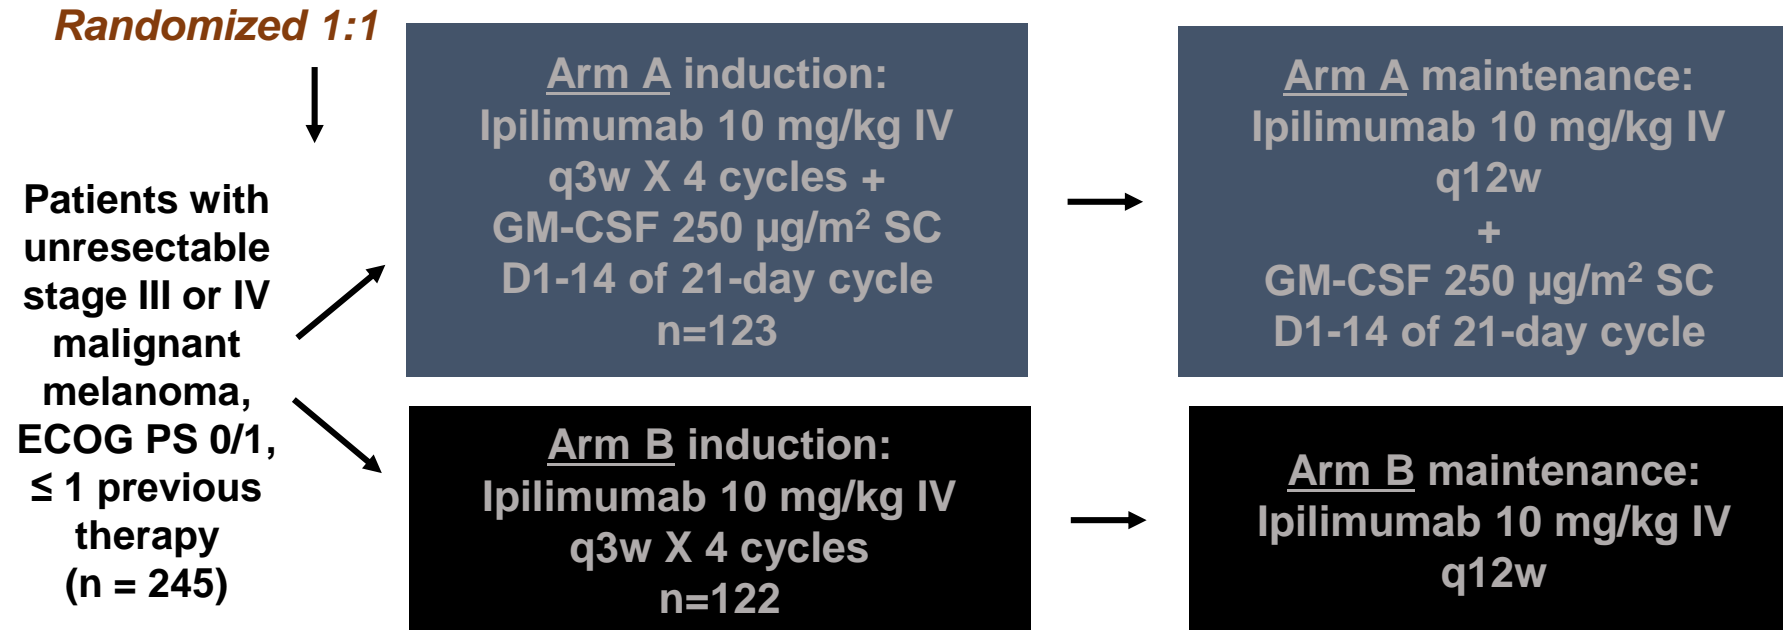 Randomized 1:1
Patients with
unresectable
stage III or IV
malignant
melanoma,
ECOG PS 0/1,
≤ 1 previous
therapy
(n = 245)
Arm A induction:
Ipilimumab 10 mg/kg IV
q3w X 4 cycles +
GM-CSF 250 µg/m² SC
D1-14 of 21-day cycle
n=123
Arm A maintenance:
Ipilimumab 10 mg/kg IV
q12w
+
GM-CSF 250 µg/m² SC
D1-14 of 21-day cycle
Arm B induction:
Ipilimumab 10 mg/kg IV
q3w X 4 cycles
n=122
Arm B maintenance:
Ipilimumab 10 mg/kg IV
q12w